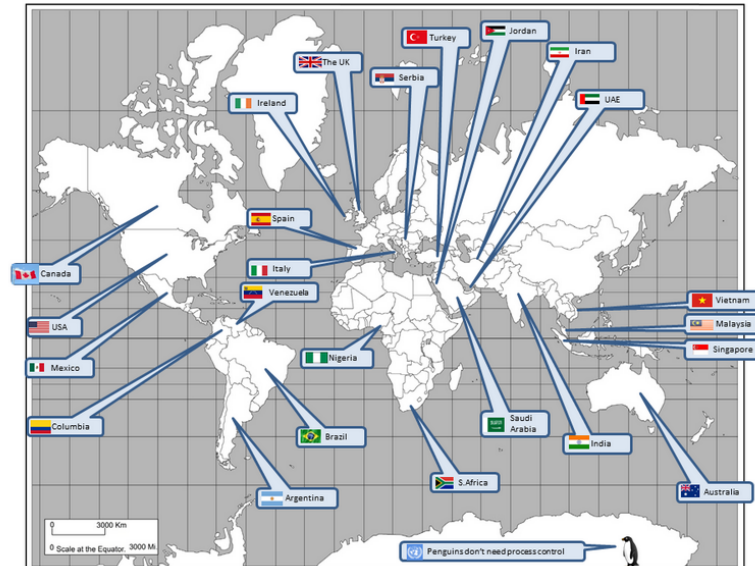 Turkey
Jordan
Iran
The UK
Serbia
UAE
Ireland
Spain
Italy
Canada
Venezuela
Vietnam
USA
Malaysia
Singapore
Nigeria
Mexico
Columbia
Brazil
Saudi
Arabia
India
S.Africa
Argentina
Australia
0 3000 Km
0 Scale at the Equator. 3000 Mi.
Penguins don't need process control